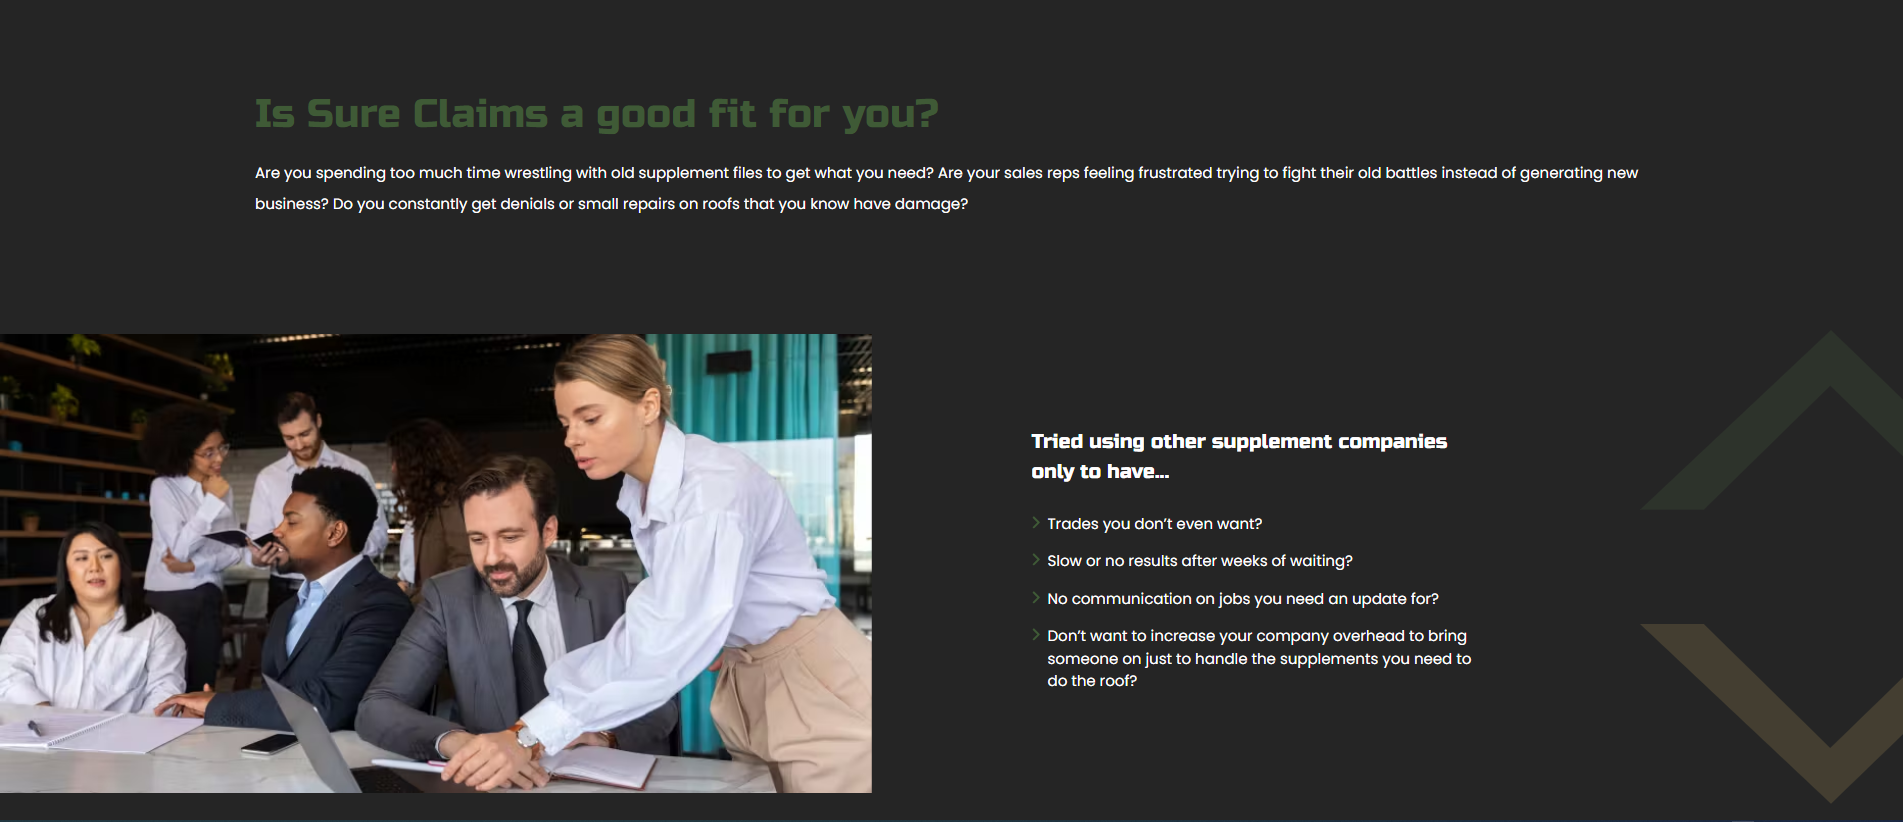 Is Sure Claims a good fit for you?
Are you spending too much time wrestling with old supplement files to get what you need? Are your sales reps feeling frustrated trying to fight their old battles instead of generating new
business? Do you constantly get denials or small repairs on roofs that you know have damage?
Tried using other supplement companies
only to have...
Trades you don’t even want?
Slow or no results after weeks of waiting?
No communication on jobs you need an update for?
Don’t want to increase your company overhead to bring
someone on just to handle the supplements you need to
do the roof?